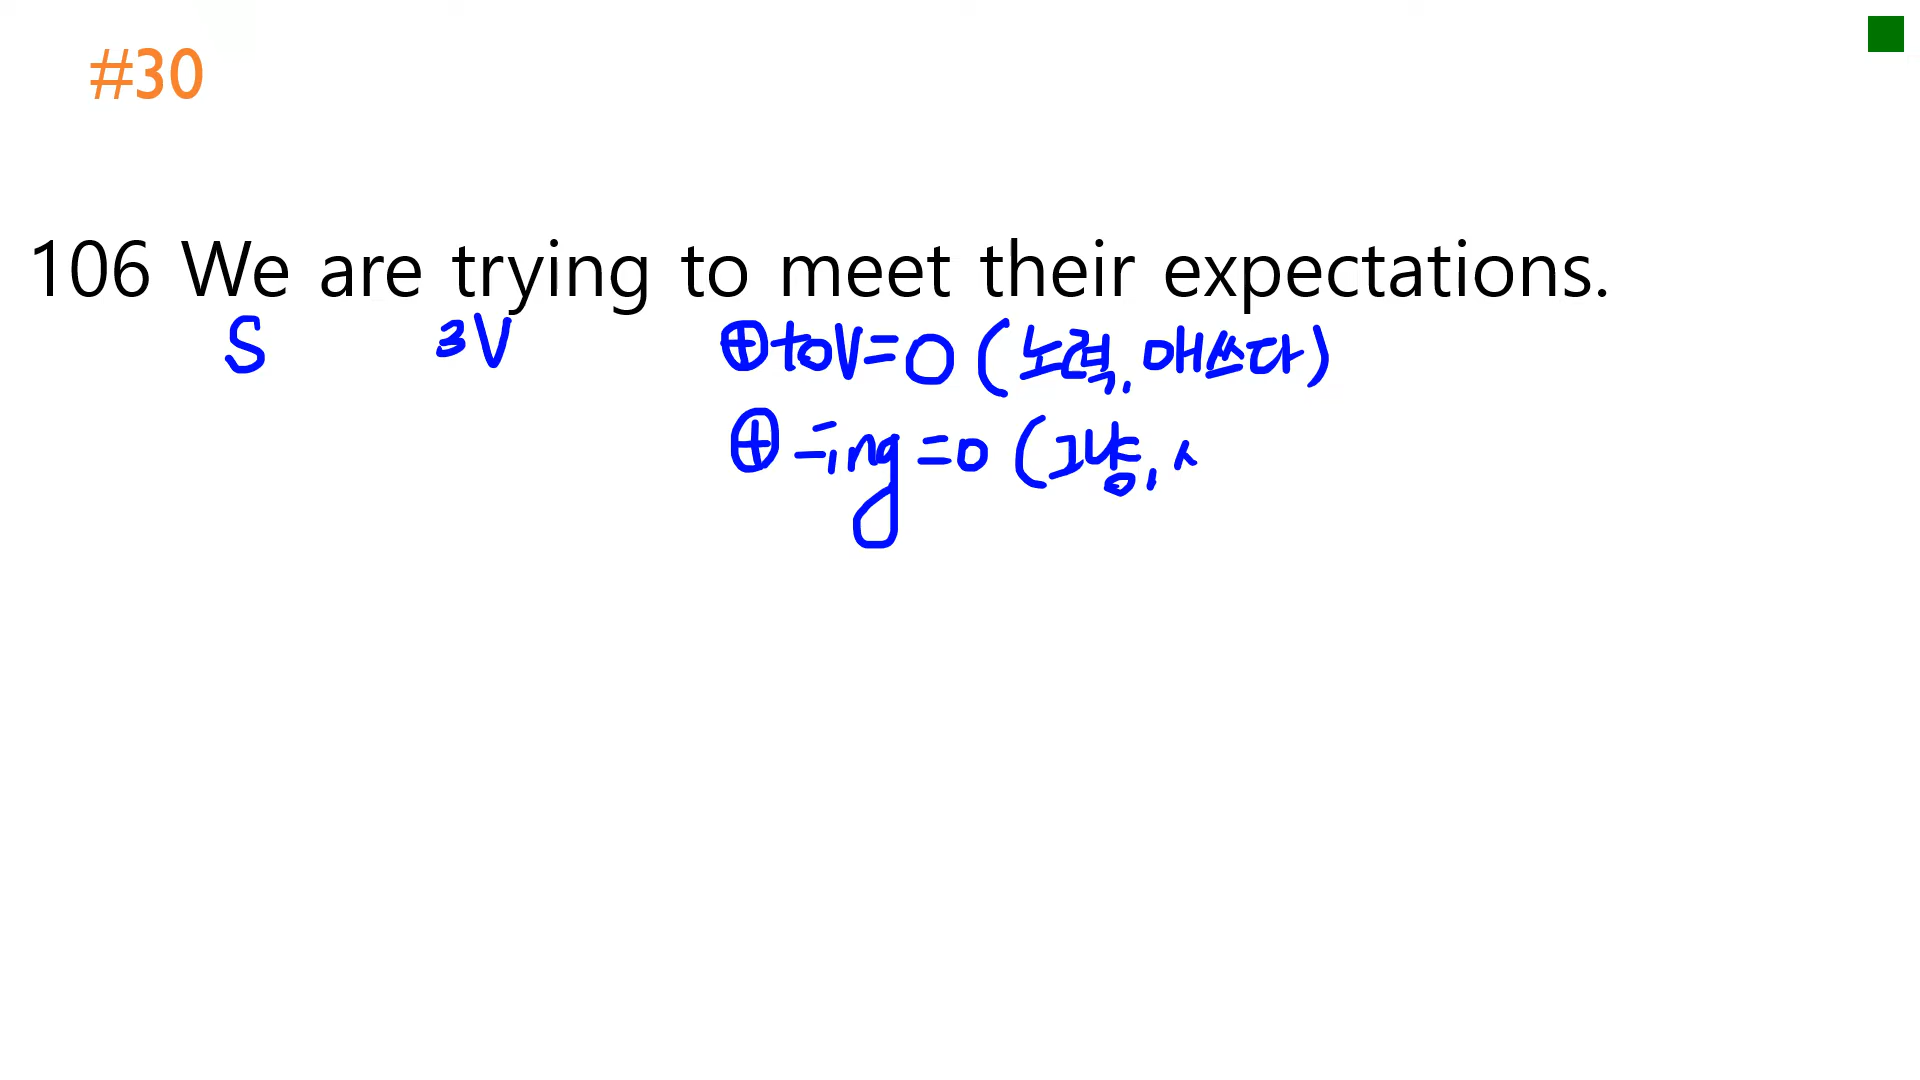 #30
106 We are trying to meet their expectations.
S 3V ⊕toV=O (노력, 애쓰다)
⊕-ing=O (그냥, ㅅ